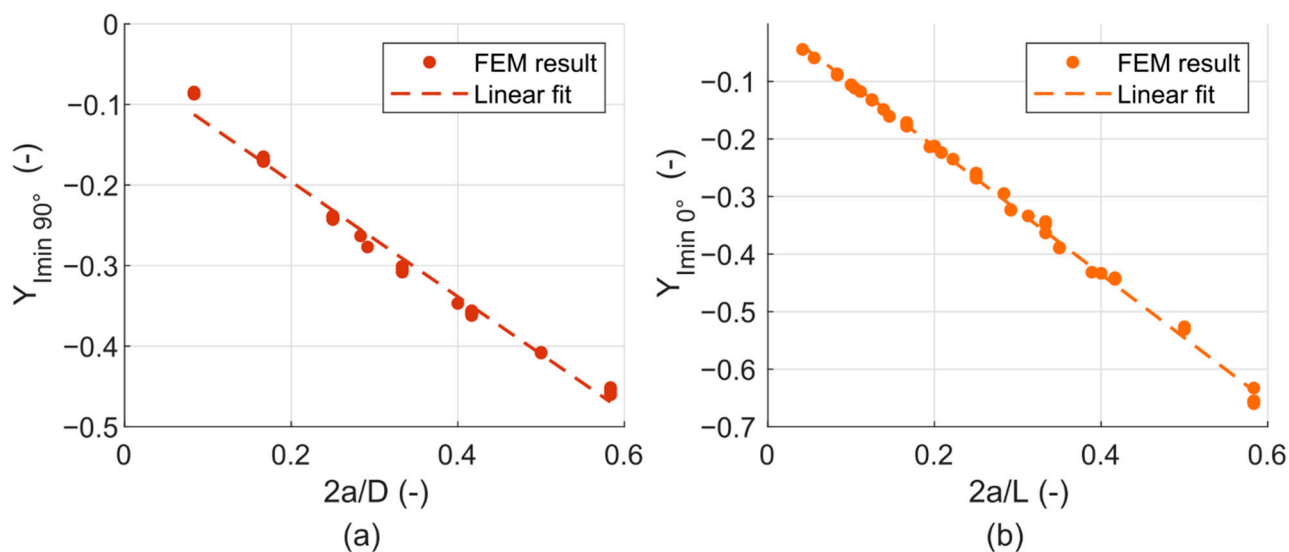 0
−0.1
−0.2
−0.3
−0.4
−0.5
0
0.2
0.4
0.6
Y_Imin 90° (-)
2a/D (-)
FEM result
Linear fit
(a)
−0.1
−0.2
−0.3
−0.4
−0.5
−0.6
−0.7
0
0.2
0.4
0.6
Y_Imin 0° (-)
2a/L (-)
FEM result
Linear fit
(b)